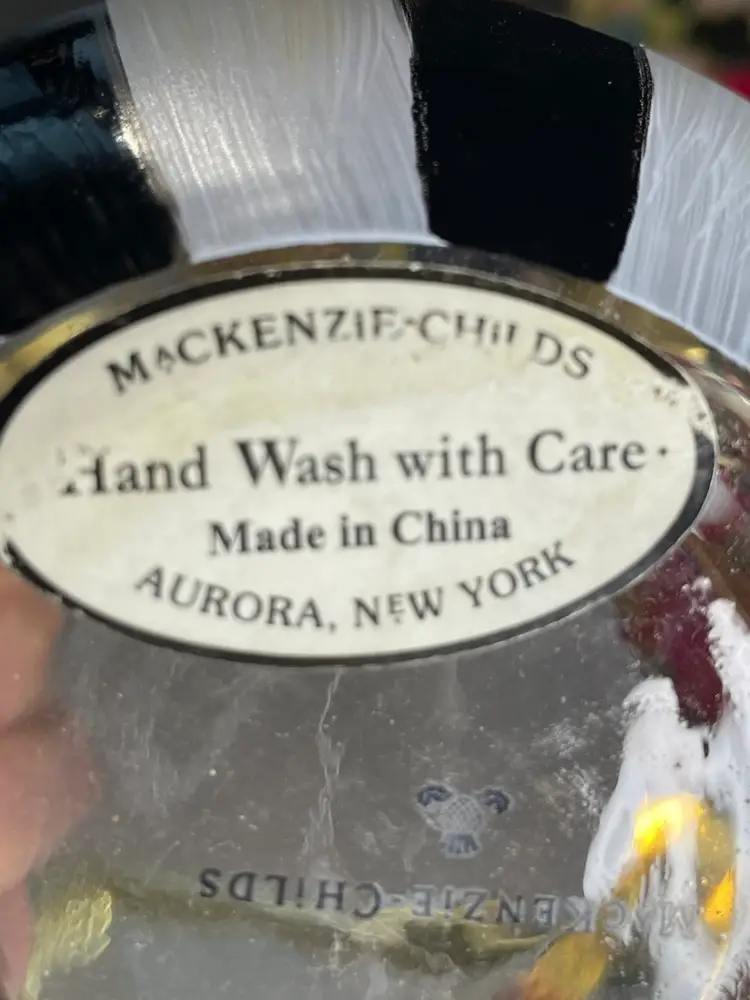 MACKENZIE-CHILDS
Hand Wash with Care ·
Made in China
AURORA, NEW YORK
MACKENZIE-CHILDS